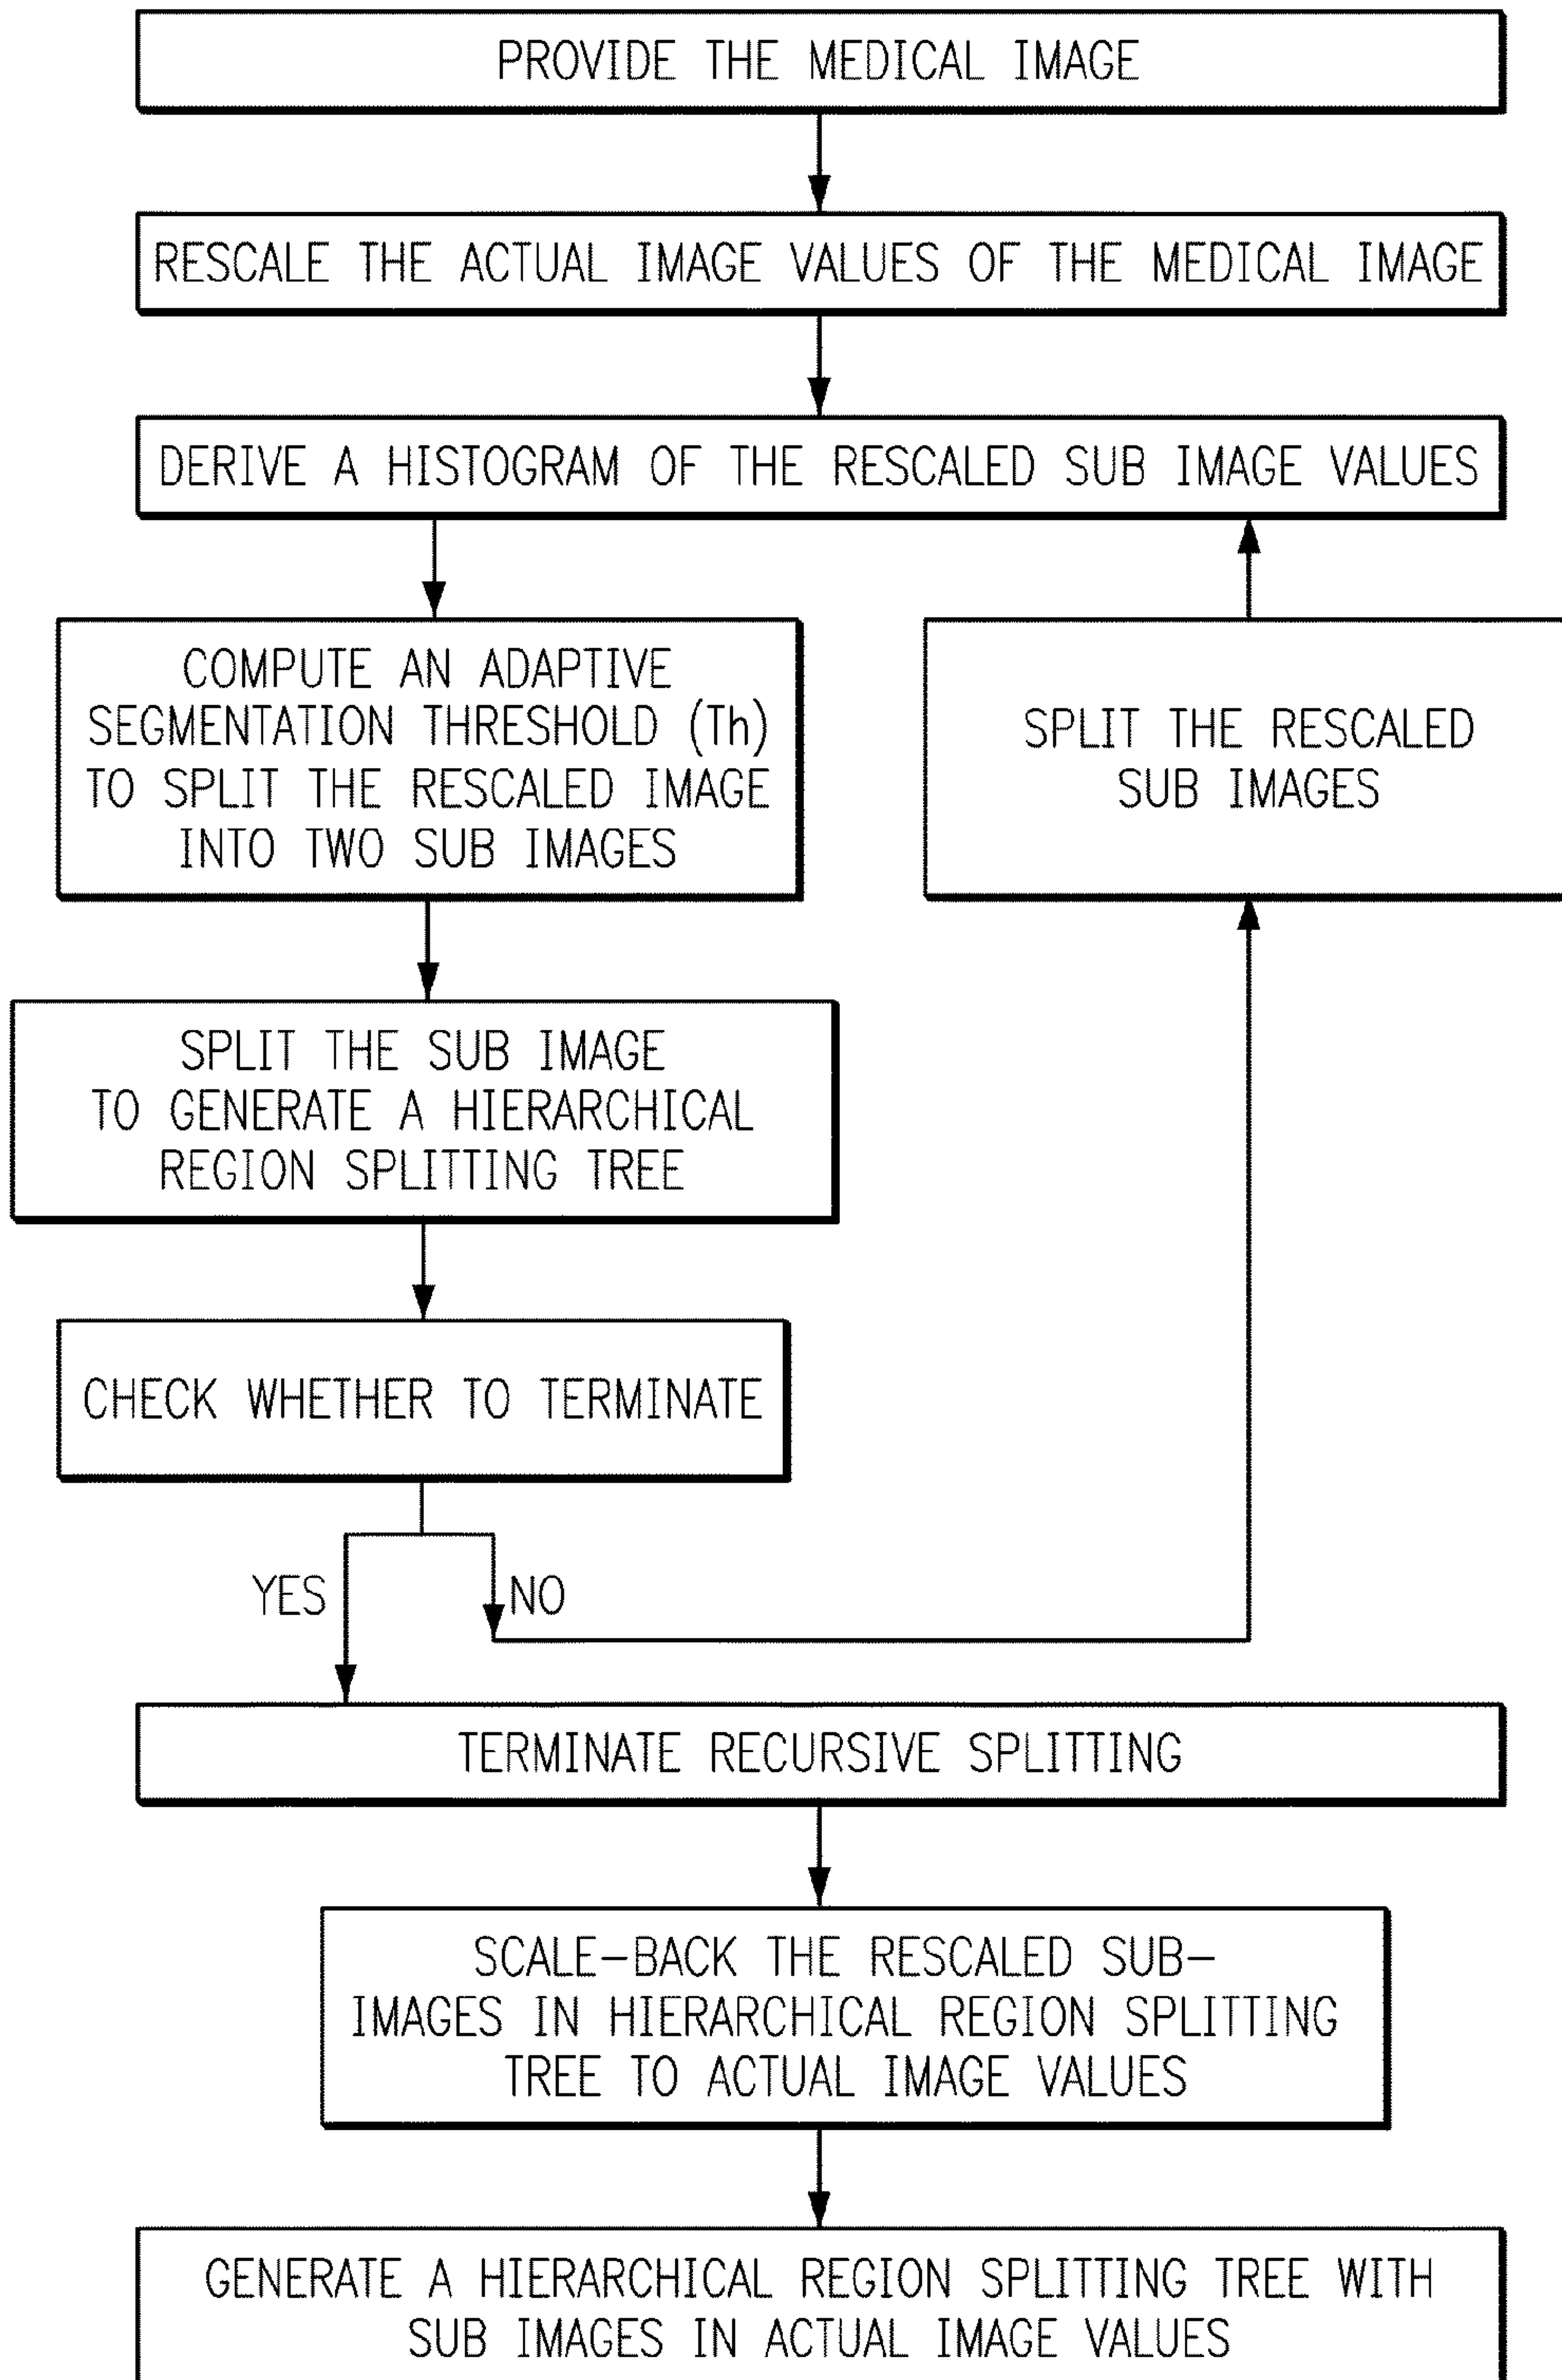 PROVIDE THE MEDICAL IMAGE
RESCALE THE ACTUAL IMAGE VALUES OF THE MEDICAL IMAGE
DERIVE A HISTOGRAM OF THE RESCALED SUB IMAGE VALUES
COMPUTE AN ADAPTIVE
SEGMENTATION THRESHOLD (Th)
TO SPLIT THE RESCALED IMAGE
INTO TWO SUB IMAGES
SPLIT THE RESCALED
SUB IMAGES
SPLIT THE SUB IMAGE
TO GENERATE A HIERARCHICAL
REGION SPLITTING TREE
CHECK WHETHER TO TERMINATE
YES
NO
TERMINATE RECURSIVE SPLITTING
SCALE-BACK THE RESCALED SUB-
IMAGES IN HIERARCHICAL REGION SPLITTING
TREE TO ACTUAL IMAGE VALUES
GENERATE A HIERARCHICAL REGION SPLITTING TREE WITH
SUB IMAGES IN ACTUAL IMAGE VALUES